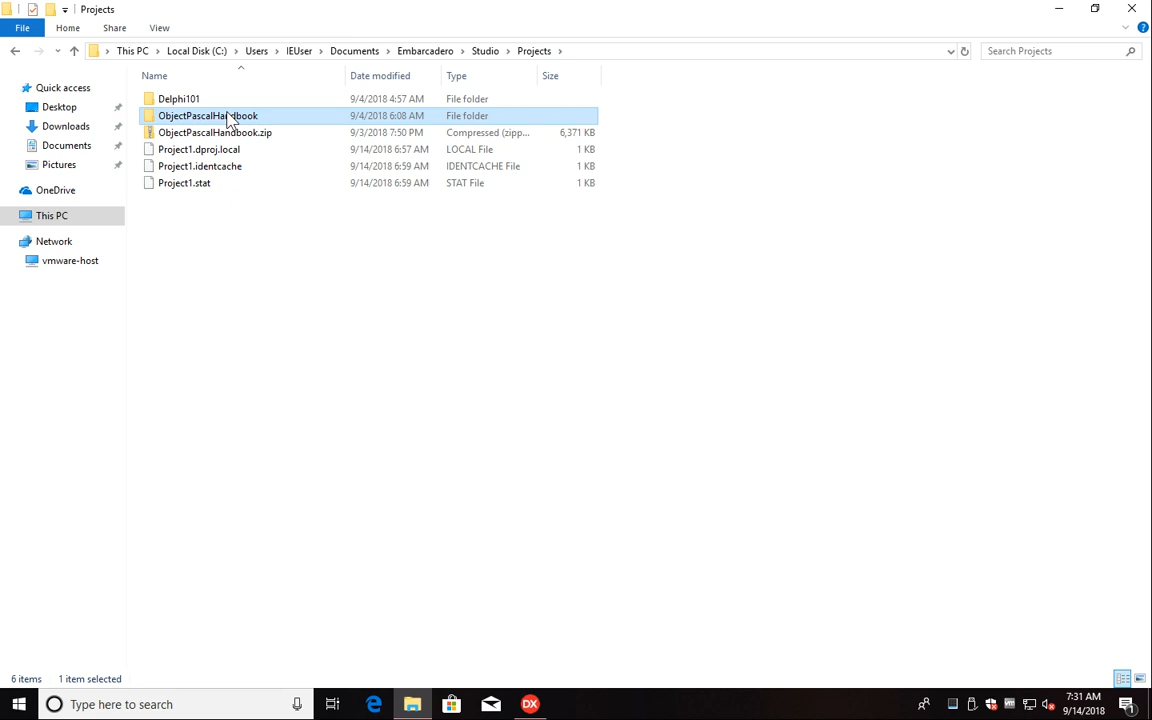 Projects
File Home Share View
This PC Local Disk (C:) Users IEUser Documents Embarcadero Studio Projects Search Projects
Name Date modified Type Size
Quick access
Desktop
Downloads
Documents
Pictures
OneDrive
This PC
Network
vmware-host
Delphi101 9/4/2018 4:57 AM File folder
ObjectPascalHandbook 9/4/2018 6:08 AM File folder
ObjectPascalHandbook.zip 9/3/2018 7:50 PM Compressed (zipp... 6,371 KB
Project1.dproj.local 9/14/2018 6:57 AM LOCAL File 1 KB
Project1.identcache 9/14/2018 6:59 AM IDENTCACHE File 1 KB
Project1.stat 9/14/2018 6:59 AM STAT File 1 KB
6 items 1 item selected
Type here to search DX 7:31 AM
9/14/2018 1